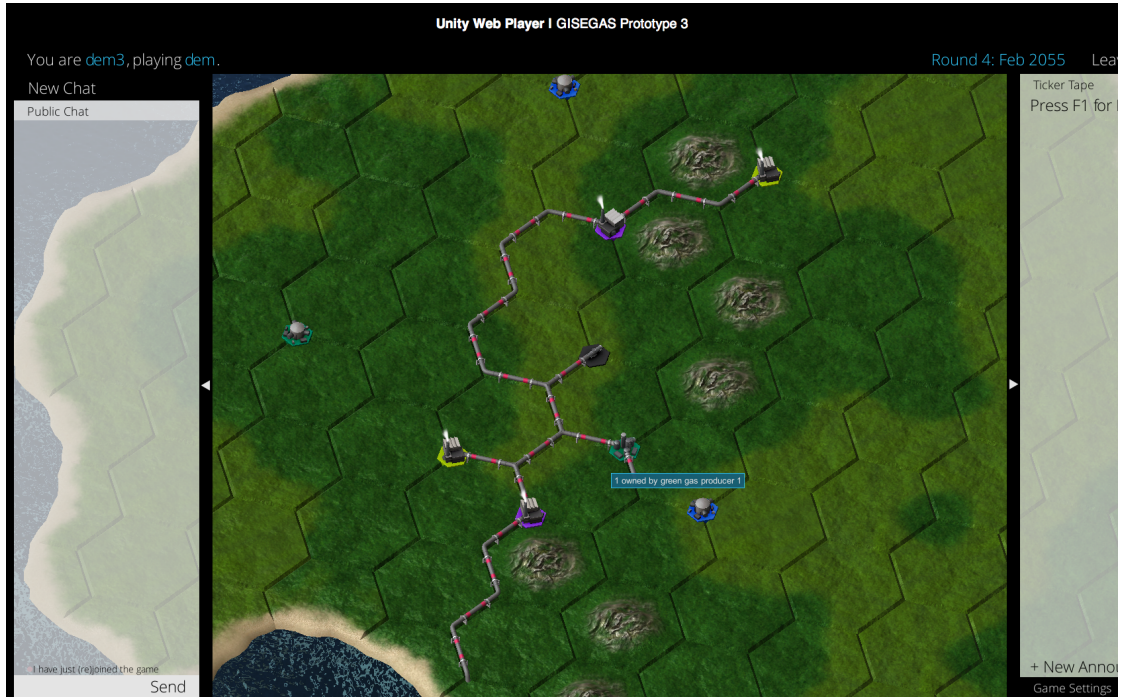 Unity Web Player | GISEGAS Prototype 3
You are dem3, playing dem.
Round 4: Feb 2055
New Chat
Public Chat
Ticker Tape
Press F1 for
1 owned by green gas producer 1
I have just (re)joined the game
Send
+ New
Game Settings